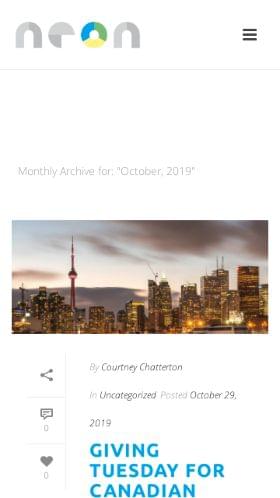 neon
Monthly Archive for: "October, 2019"
By Courtney Chatterton
In Uncategorized Posted October 29,
2019
0
GIVING
TUESDAY FOR
CANADIAN
0